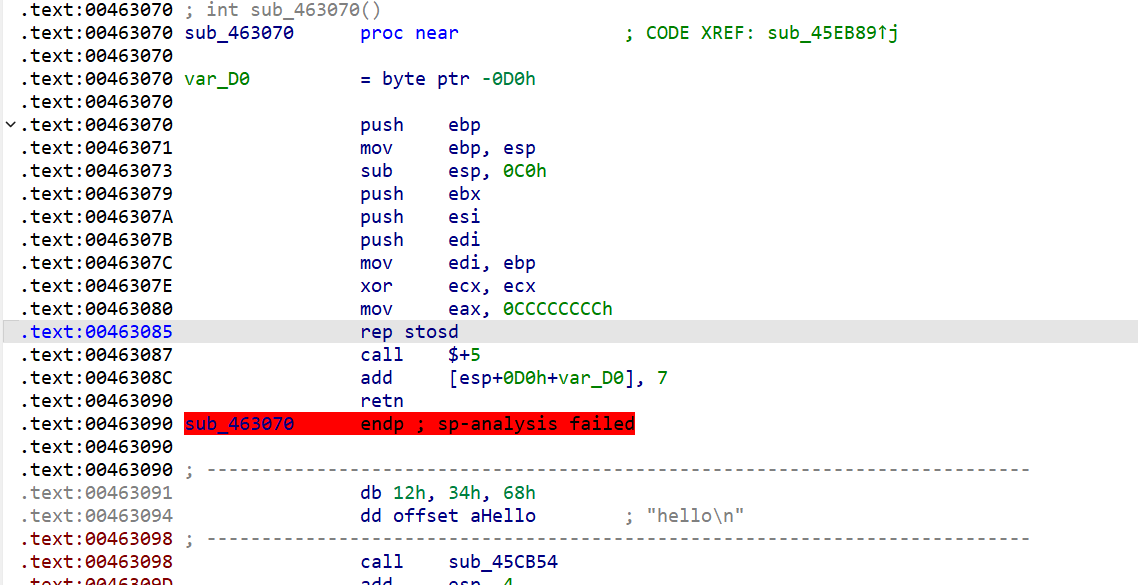 .text:00463070 ; int sub_463070()
.text:00463070 sub_463070 proc near ; CODE XREF: sub_45EB89↑j
.text:00463070
.text:00463070 var_D0 = byte ptr -0D0h
.text:00463070
.text:00463070 push ebp
.text:00463071 mov ebp, esp
.text:00463073 sub esp, 0C0h
.text:00463079 push ebx
.text:0046307A push esi
.text:0046307B push edi
.text:0046307C mov edi, ebp
.text:0046307E xor ecx, ecx
.text:00463080 mov eax, 0CCCCCCCCh
.text:00463085 rep stosd
.text:00463087 call $+5
.text:0046308C add [esp+0D0h+var_D0], 7
.text:00463090 retn
.text:00463090 sub_463070 endp ; sp-analysis failed
.text:00463090
.text:00463090 ; ---------------------------------------------------------------------------
.text:00463091 db 12h, 34h, 68h
.text:00463094 dd offset aHello ; "hello\n"
.text:00463098 ; ---------------------------------------------------------------------------
.text:00463098 call sub_45CB54
.text:0046309D add esp, 4